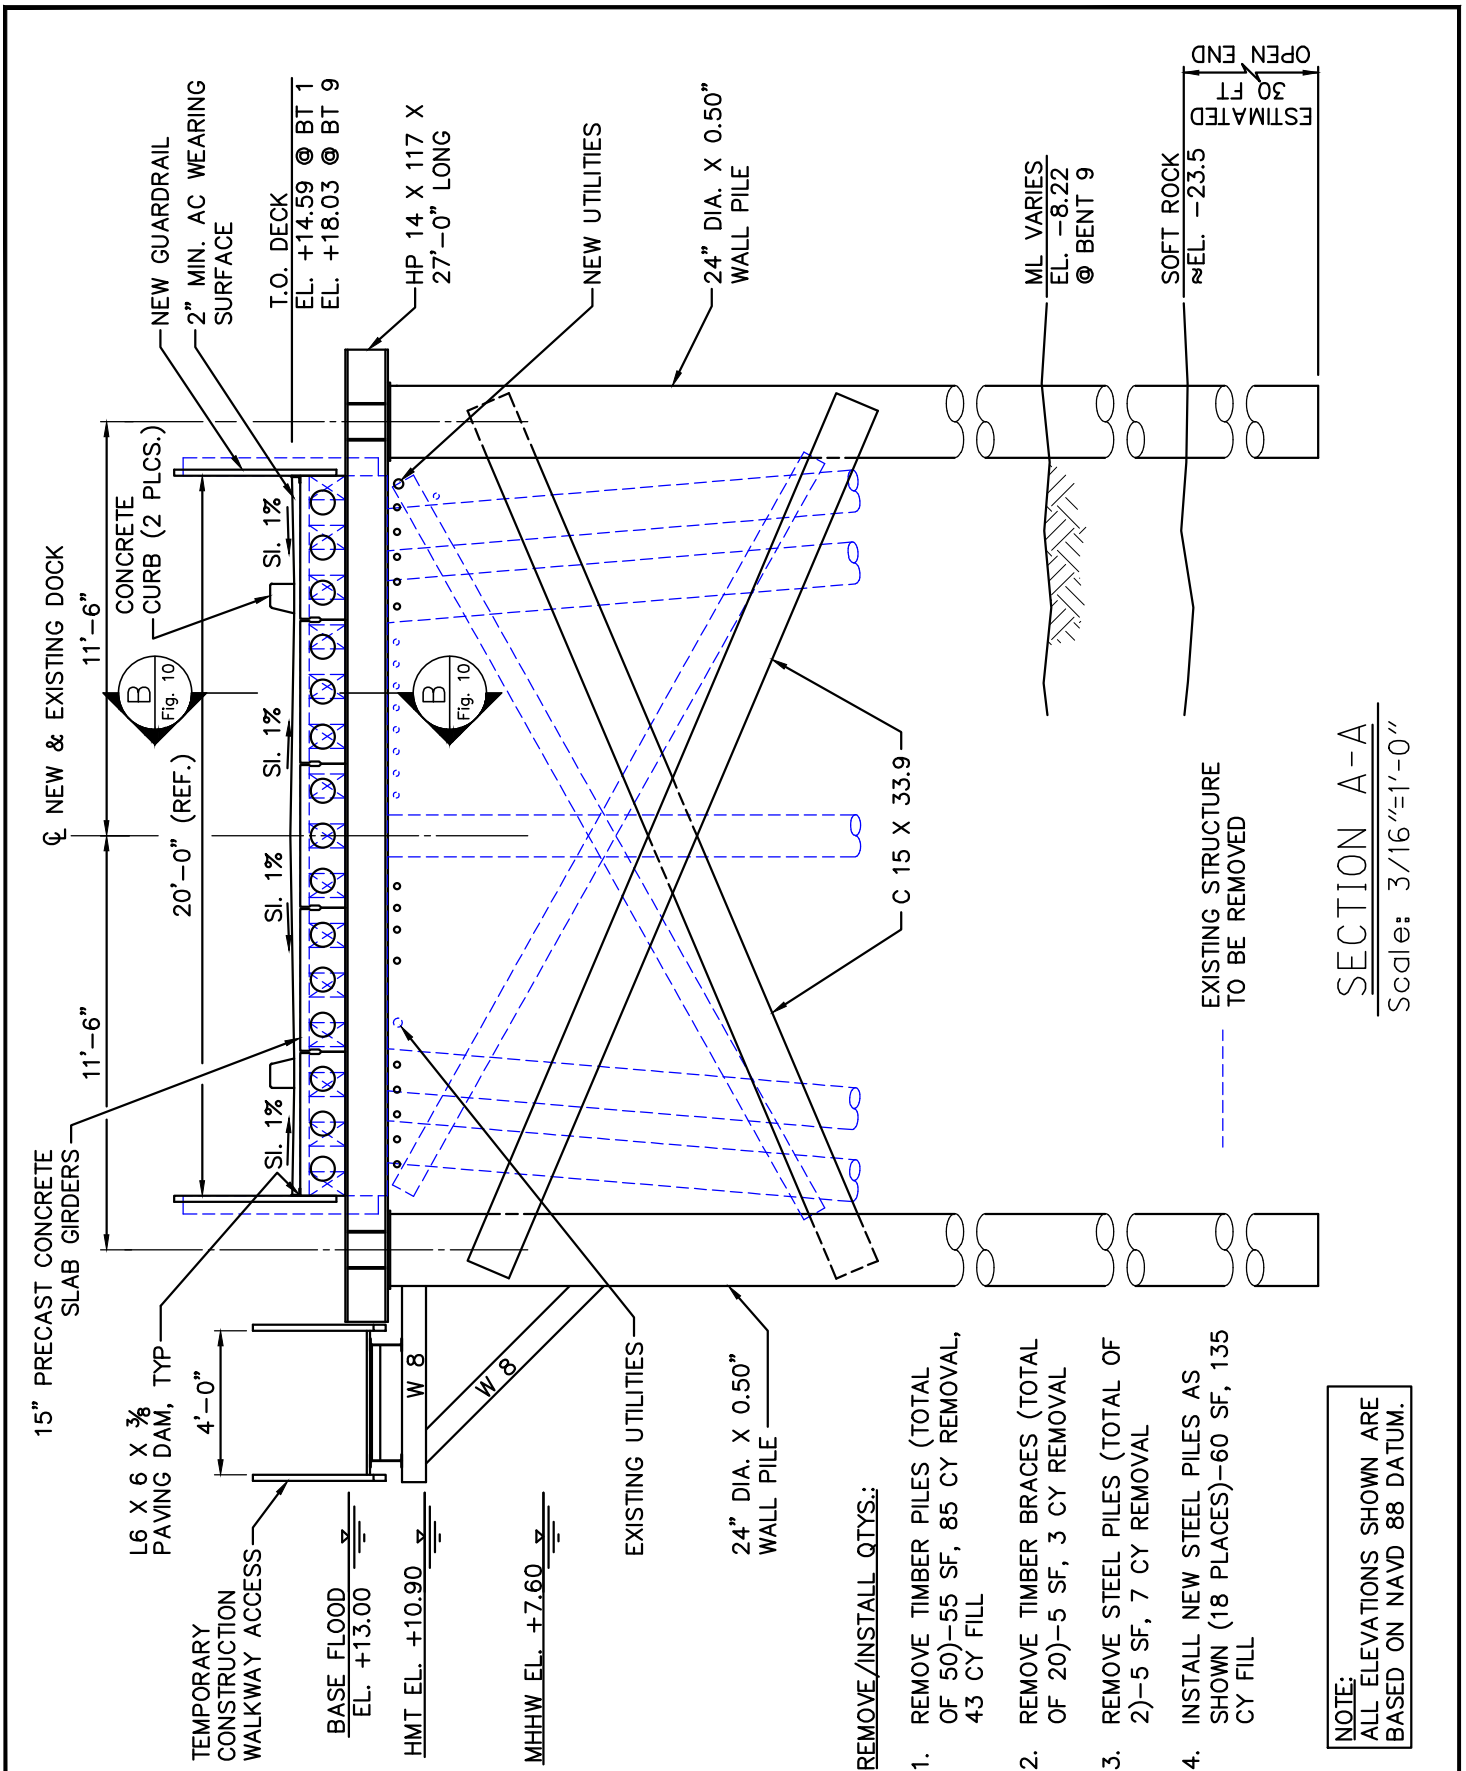 15" PRECAST CONCRETE
SLAB GIRDERS
℄ NEW & EXISTING DOCK
11'-6"
11'-6"
CONCRETE
CURB (2 PLCS.)
NEW GUARDRAIL
2" MIN. AC WEARING
SURFACE
L6 X 6 X 3/8
PAVING DAM, TYP
4'-0"
20'-0" (REF.)
B
Fig. 10
Sl. 1%
Sl. 1%
Sl. 1%
Sl. 1%
T.O. DECK
EL. +14.59 @ BT 1
EL. +18.03 @ BT 9
TEMPORARY
CONSTRUCTION
WALKWAY ACCESS
BASE FLOOD
EL. +13.00
HMT EL. +10.90
MHHW EL. +7.60
W 8
W 8
B
Fig. 10
HP 14 X 117 X
27'-0" LONG
NEW UTILITIES
EXISTING UTILITIES
24" DIA. X 0.50"
WALL PILE
24" DIA. X 0.50"
WALL PILE
C 15 X 33.9
ML VARIES
EL. -8.22
@ BENT 9
SOFT ROCK
≈EL. -23.5
ESTIMATED
30 FT
OPEN END
REMOVE/INSTALL QTYS.:
1. REMOVE TIMBER PILES (TOTAL
OF 50)-55 SF, 85 CY REMOVAL,
43 CY FILL
2. REMOVE TIMBER BRACES (TOTAL
OF 20)-5 SF, 3 CY REMOVAL
3. REMOVE STEEL PILES (TOTAL OF
2)-5 SF, 7 CY REMOVAL
4. INSTALL NEW STEEL PILES AS
SHOWN (18 PLACES)-60 SF, 135
CY FILL
EXISTING STRUCTURE
TO BE REMOVED
NOTE:
ALL ELEVATIONS SHOWN ARE
BASED ON NAVD 88 DATUM.
SECTION A-A
Scale: 3/16"=1'-0"